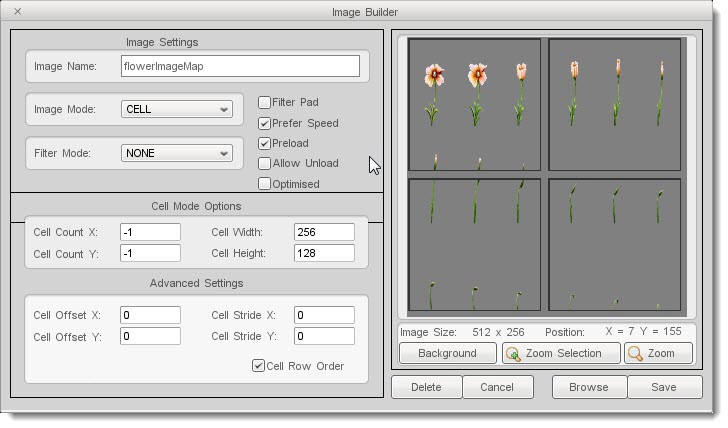 Image Builder
Image Settings
Image Name: flowerImageMap
Image Mode: CELL
Filter Mode: NONE
Filter Pad
Prefer Speed
Preload
Allow Unload
Optimised
Cell Mode Options
Cell Count X: -1 Cell Width: 256
Cell Count Y: -1 Cell Height: 128
Advanced Settings
Cell Offset X: 0 Cell Stride X: 0
Cell Offset Y: 0 Cell Stride Y: 0
Cell Row Order
Image Size: 512 x 256 Position: X = 7 Y = 155
Background Zoom Selection Zoom
Delete Cancel Browse Save